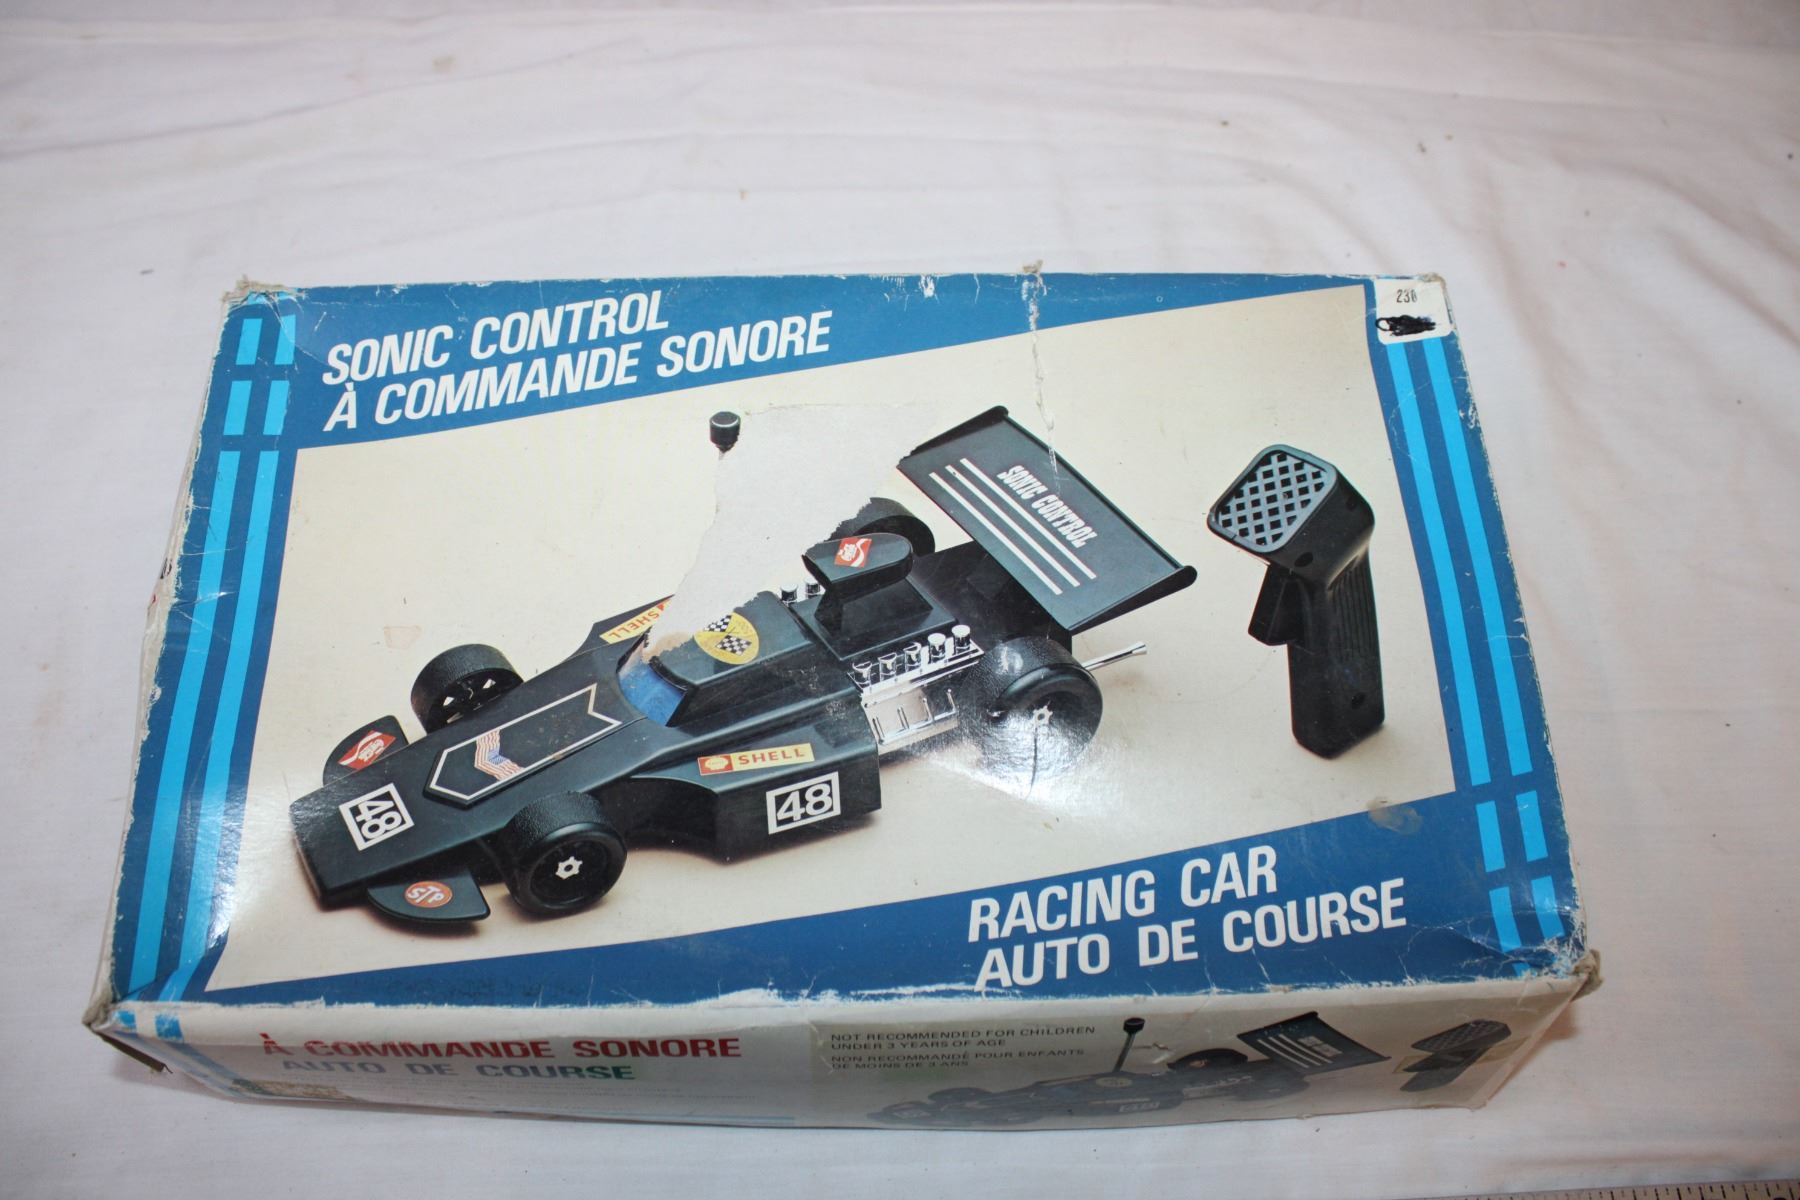 SONIC CONTROL
À COMMANDE SONORE
230
SONIC CONTROL
SHELL
SHELL
48
48
STP
RACING CAR
AUTO DE COURSE
À COMMANDE SONORE
AUTO DE COURSE
NOT RECOMMENDED FOR CHILDREN
UNDER 3 YEARS OF AGE
NON RECOMMANDÉ POUR ENFANTS
DE MOINS DE 3 ANS